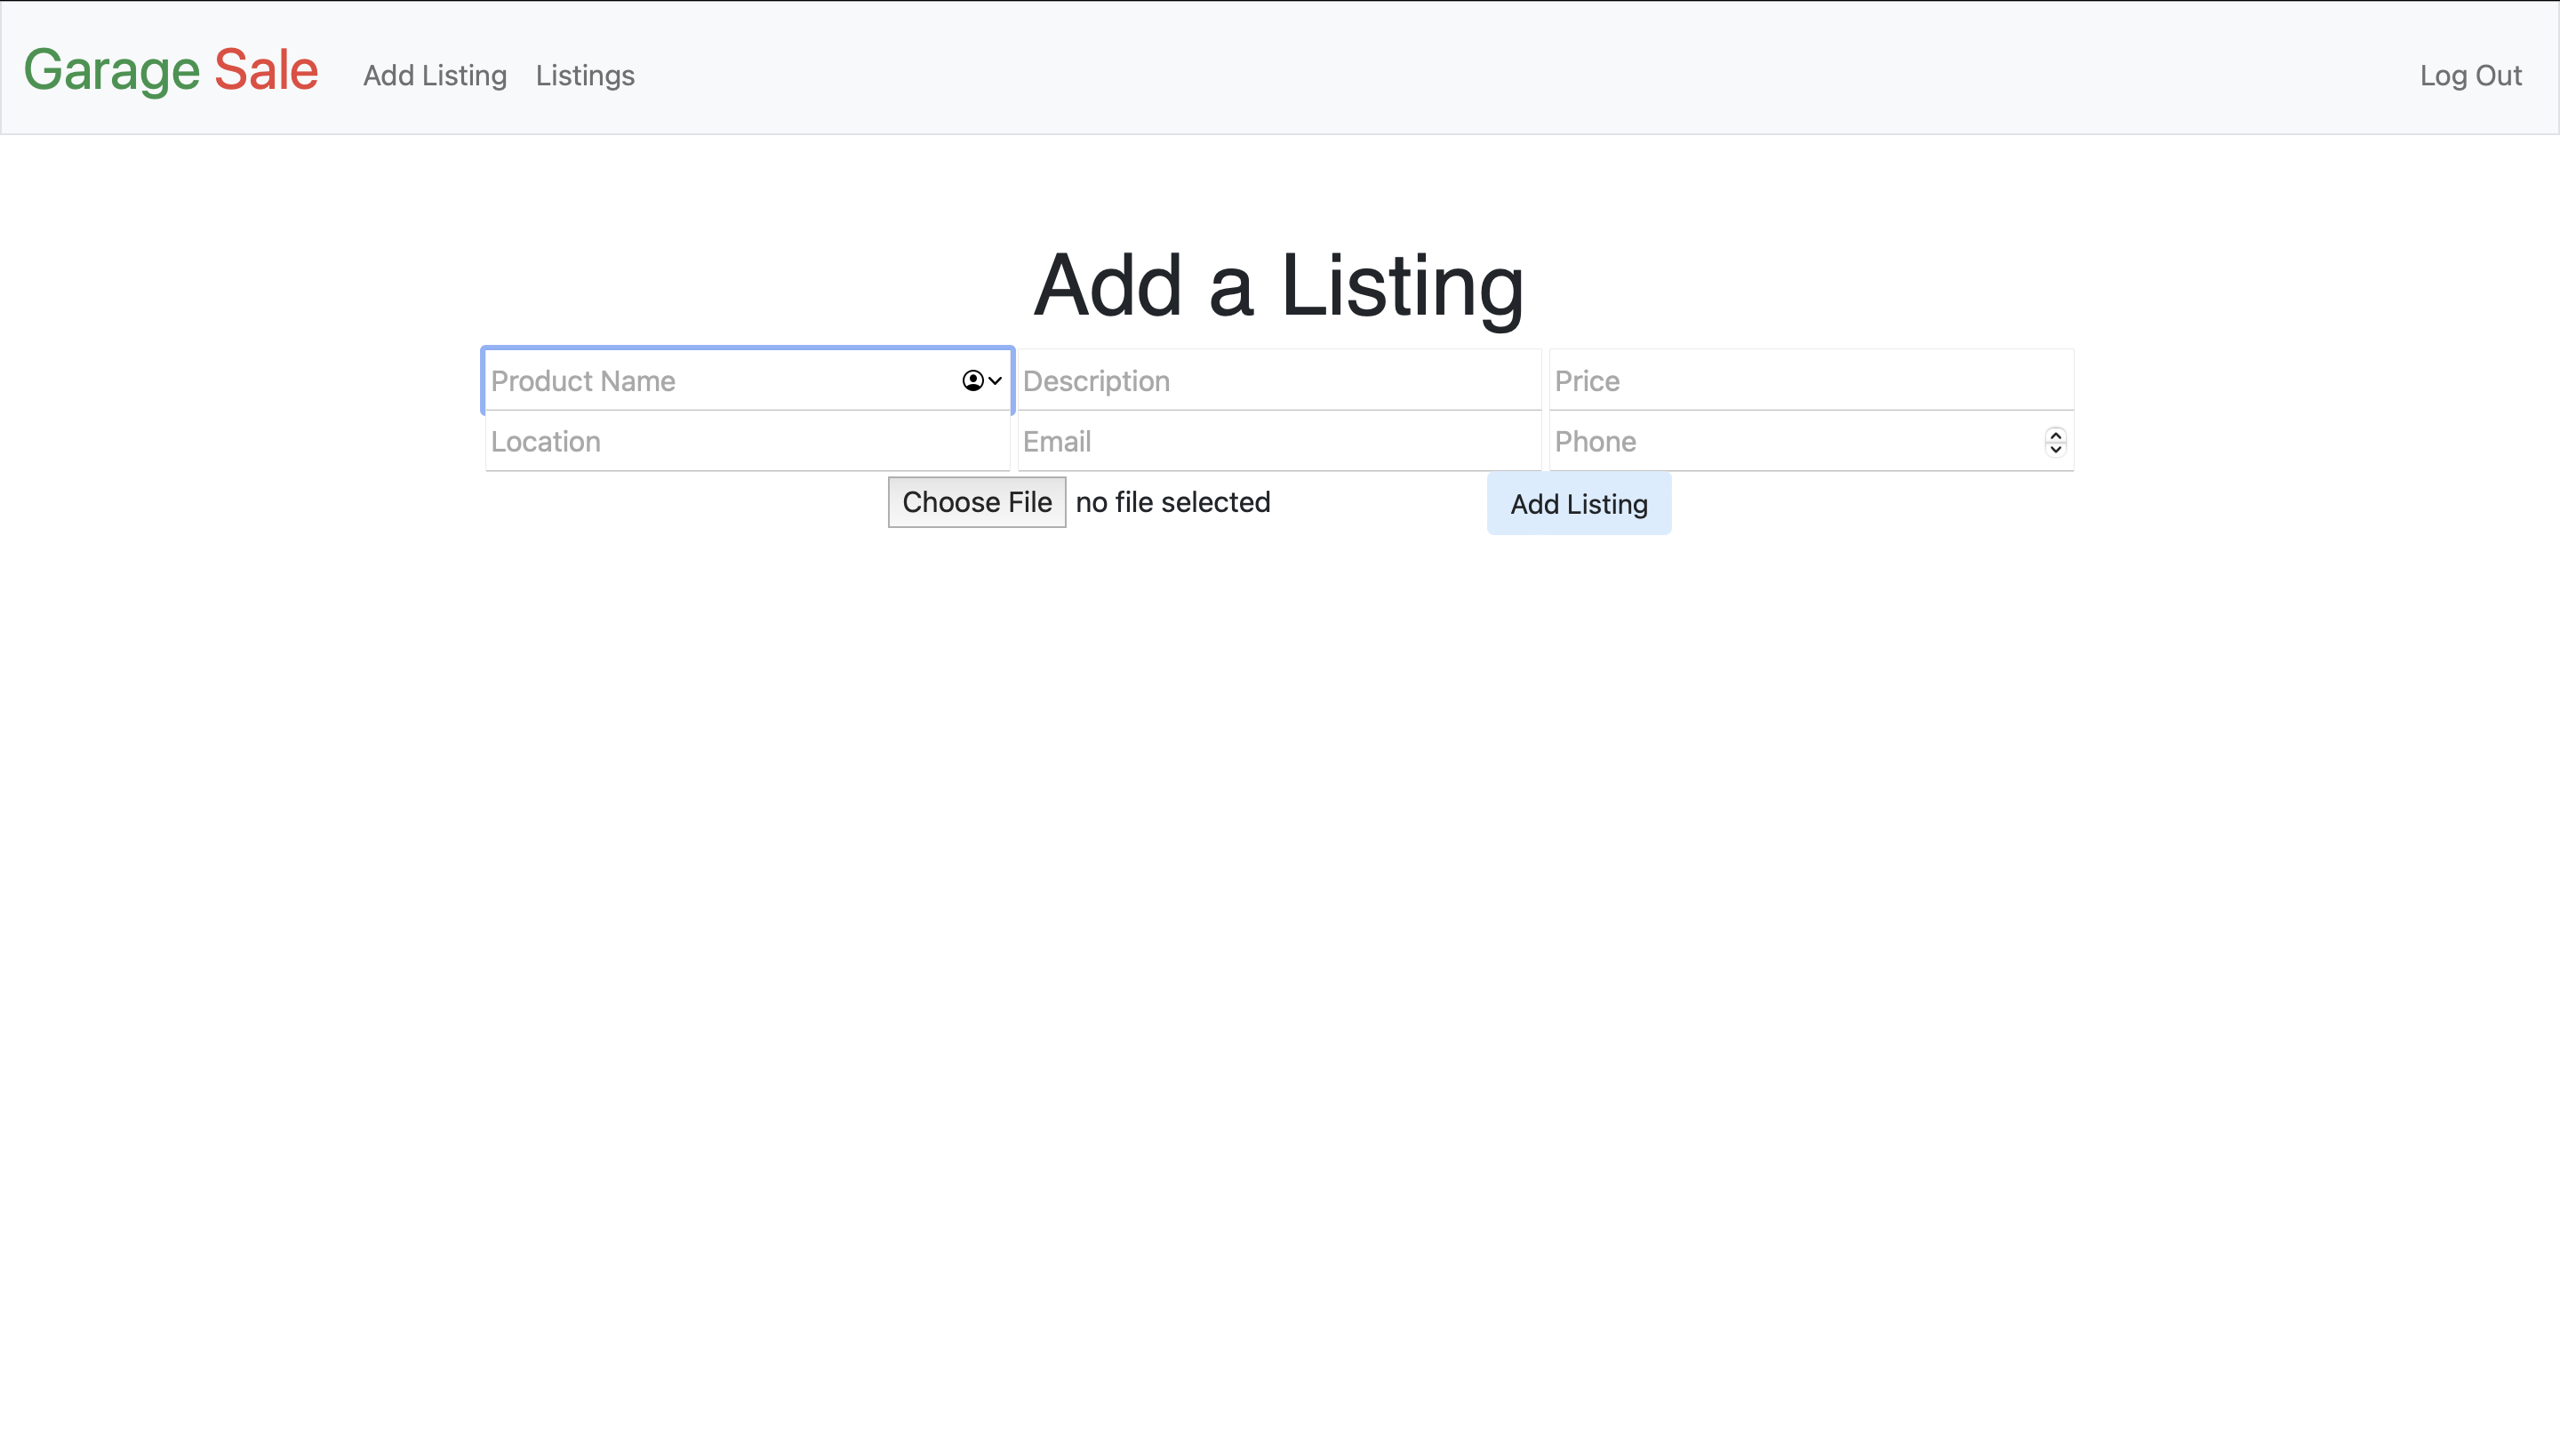 Garage Sale Add Listing Listings Log Out
Add a Listing
Product Name Description Price
Location Email Phone
Choose File no file selected Add Listing